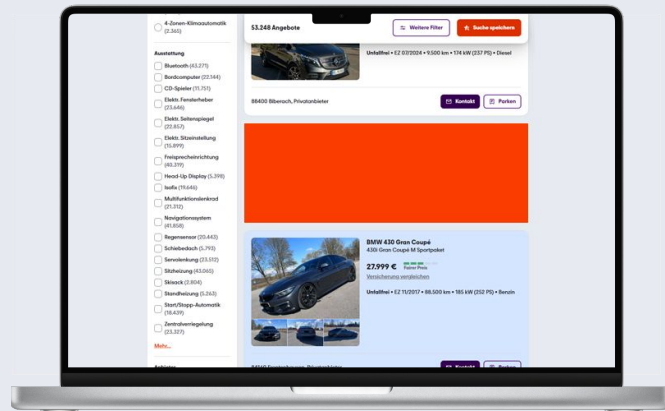 4-Zonen-Klimaautomatik
(2.365)
Ausstattung
Bluetooth (43.271)
Bordcomputer (22.144)
CD-Spieler (11.751)
Elektr. Fensterheber
(23.646)
Elektr. Seitenspiegel
(22.857)
Elektr. Sitzeinstellung
(15.899)
Freisprecheinrichtung
(40.319)
Head-Up Display (5.398)
Isofix (19.646)
Multifunktionslenkrad
(21.312)
Navigationssystem
(41.858)
Regensensor (20.443)
Schiebedach (5.793)
Servolenkung (23.512)
Sitzheizung (43.065)
Skisack (2.804)
Standheizung (5.263)
Start/Stopp-Automatik
(18.439)
Zentralverriegelung
(23.327)
Mehr...
53.248 Angebote
Weitere Filter
Suche speichern
Unfallfrei • EZ 07/2024 • 9.500 km • 174 kW (237 PS) • Diesel
88400 Biberach, Privatanbieter
Kontakt
Parken
BMW 430 Gran Coupé
430i Gran Coupé M Sportpaket
27.999 €
Fairer Preis
Versicherung vergleichen
Unfallfrei • EZ 11/2017 • 88.500 km • 185 kW (252 PS) • Benzin